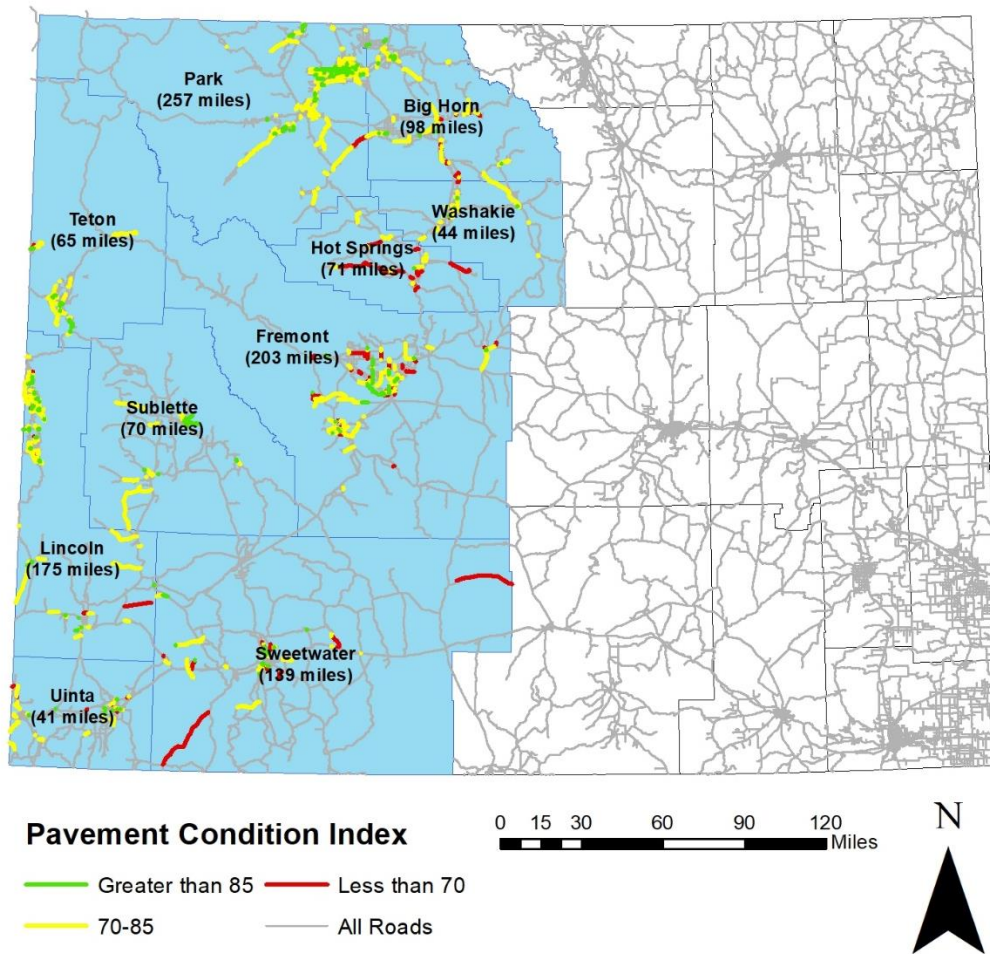 Park
(257 miles)
Big Horn
(98 miles)
Teton
(65 miles)
Washakie
(44 miles)
Hot Springs
(71 miles)
Fremont
(203 miles)
Sublette
(70 miles)
Lincoln
(175 miles)
Sweetwater
(139 miles)
Uinta
(41 miles)
Pavement Condition Index
Greater than 85
Less than 70
70-85
All Roads
0 15 30 60 90 120
Miles
N